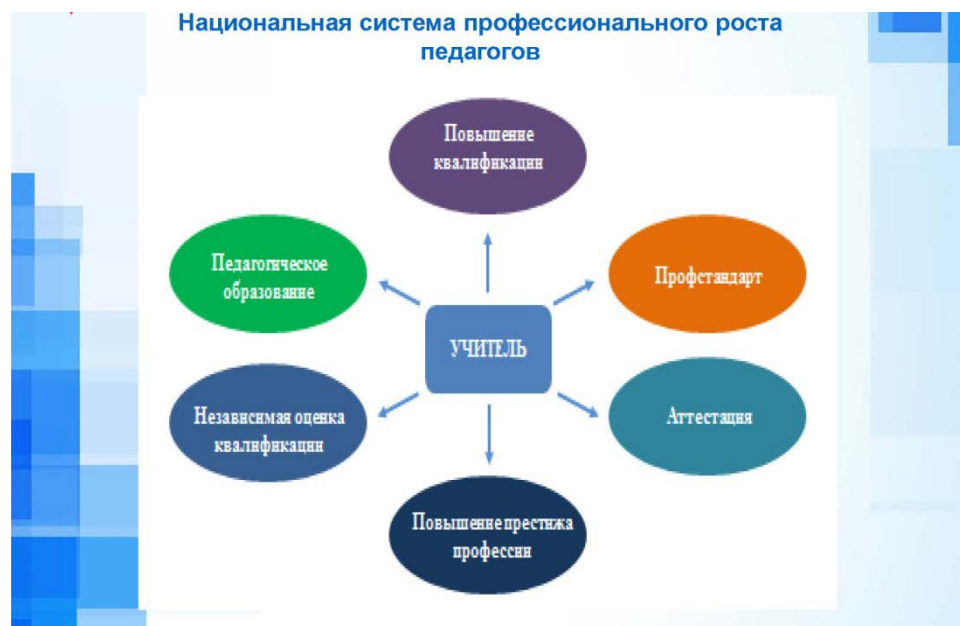 Национальная система профессионального роста
педагогов
Повышение
квалификации
Педагогическое
образование
Профстандарт
УЧИТЕЛЬ
Независимая оценка
квалификации
Аттестация
Повышение престижа
профессии